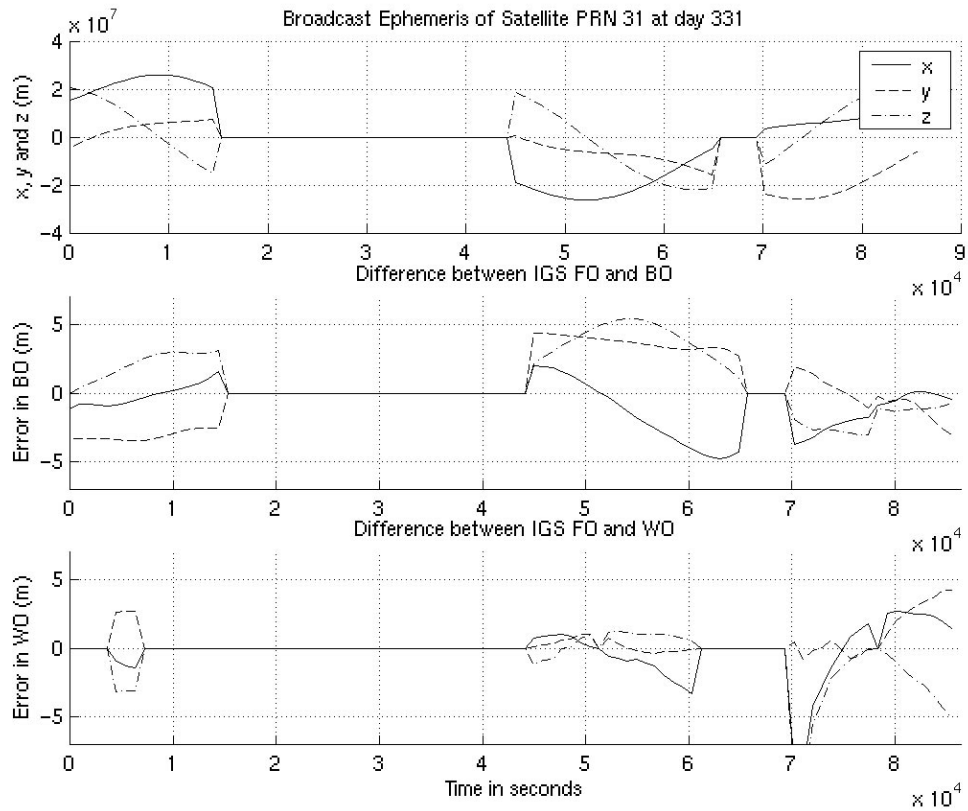 Broadcast Ephemeris of Satellite PRN 31 at day 331
x 10^7
4
2
0
−2
−4
x, y and z (m)
x
y
z
0 1 2 3 4 5 6 7 8 9
x 10^4
Difference between IGS FO and BO
5
0
−5
Error in BO (m)
0 1 2 3 4 5 6 7 8
x 10^4
Difference between IGS FO and WO
5
0
−5
Error in WO (m)
0 1 2 3 4 5 6 7 8
Time in seconds
x 10^4